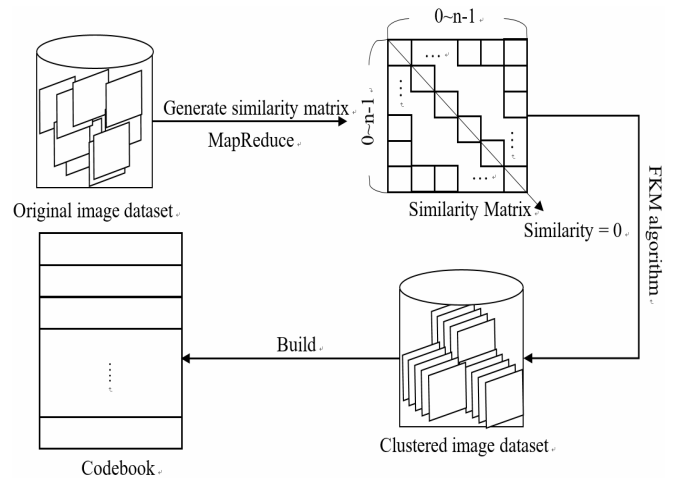 0~n-1
0~n-1
Generate similarity matrix
MapReduce
Original image dataset
Similarity Matrix
Similarity = 0
FKM algorithm
Build
Clustered image dataset
Codebook